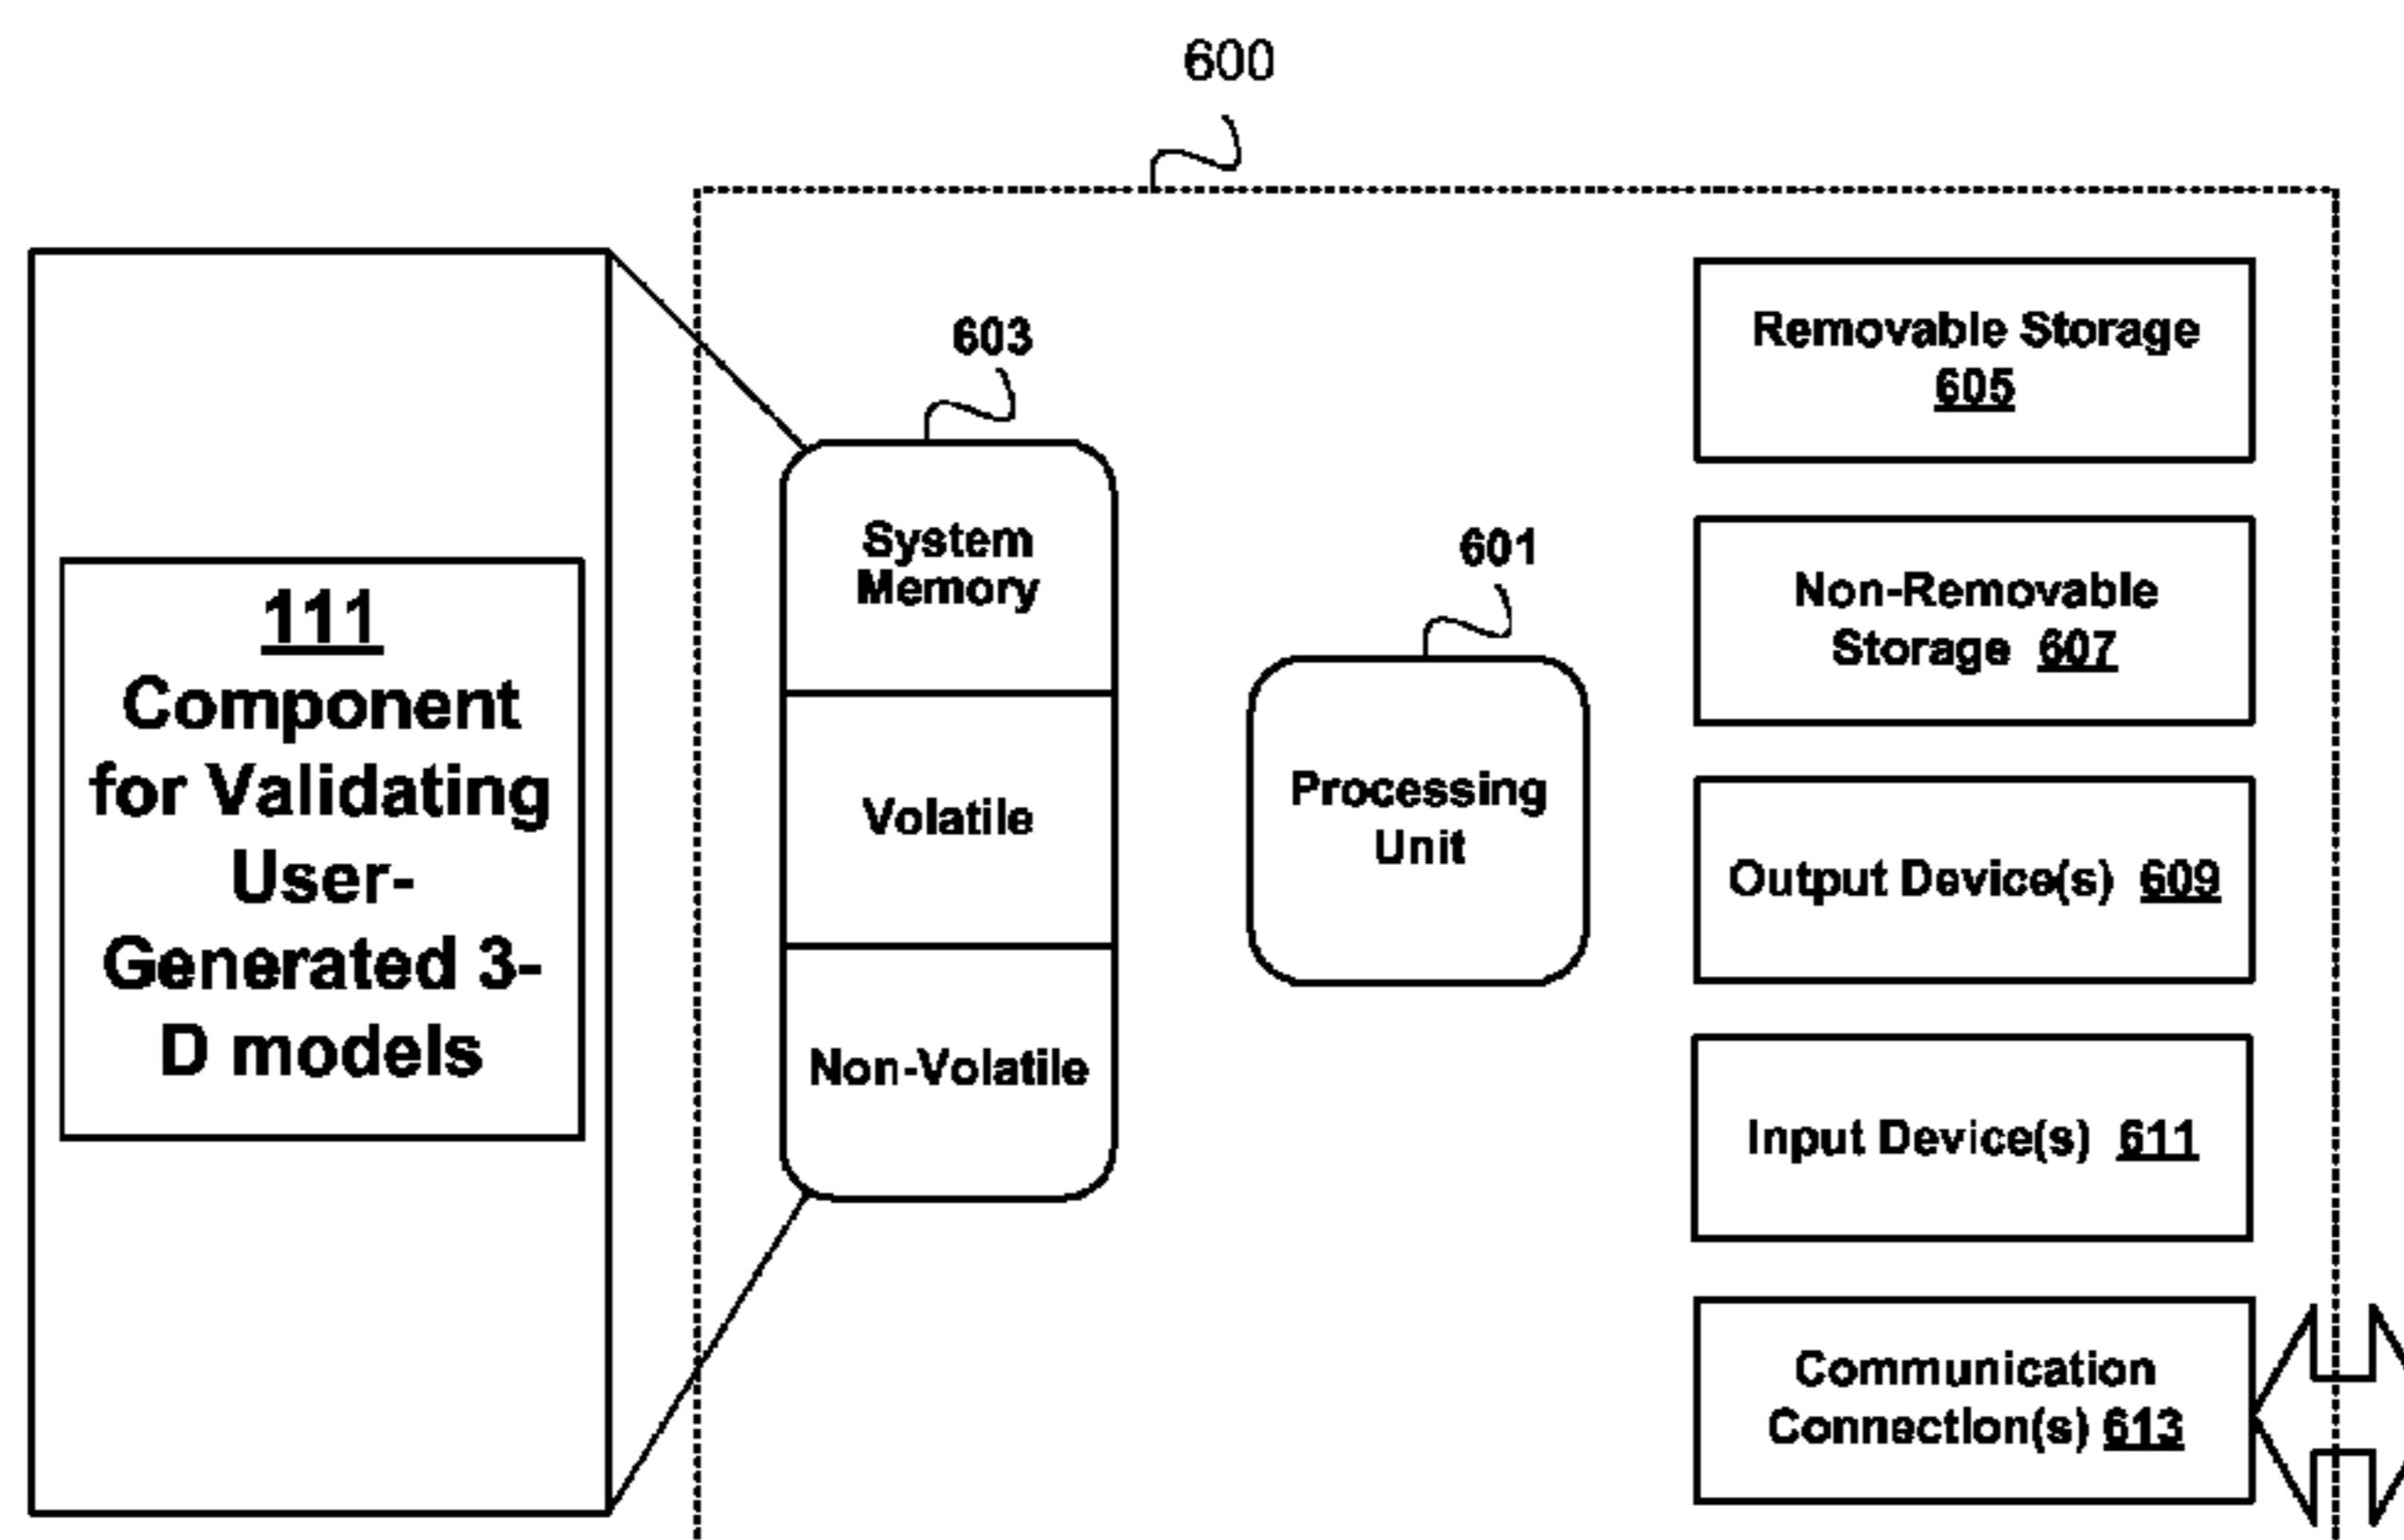 600
111
Component
for Validating
User-
Generated 3-
D models
603
System
Memory
Volatile
Non-Volatile
601
Processing
Unit
Removable Storage
605
Non-Removable
Storage 607
Output Device(s) 609
Input Device(s) 611
Communication
Connection(s) 613